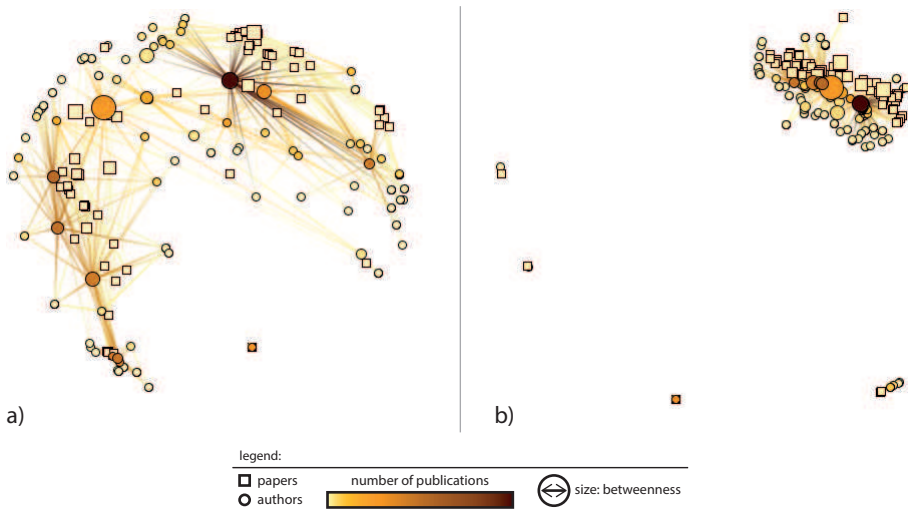 a)
b)
legend:
papers
authors
number of publications
size: betweenness